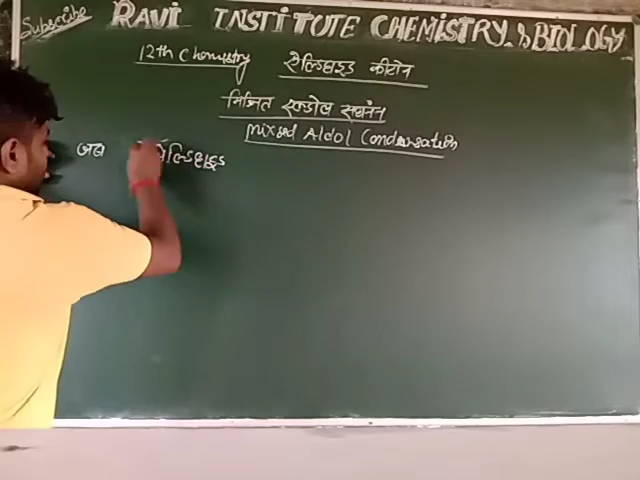 Subscribe
RAVI INSTITUTE CHEMISTRY & BIOLOGY
12th Chemistry ऐल्डिहाइड कीटोन
मिश्रित एल्डोल संघनन
Mixed Aldol Condensation
जब ऐल्डिहाइड